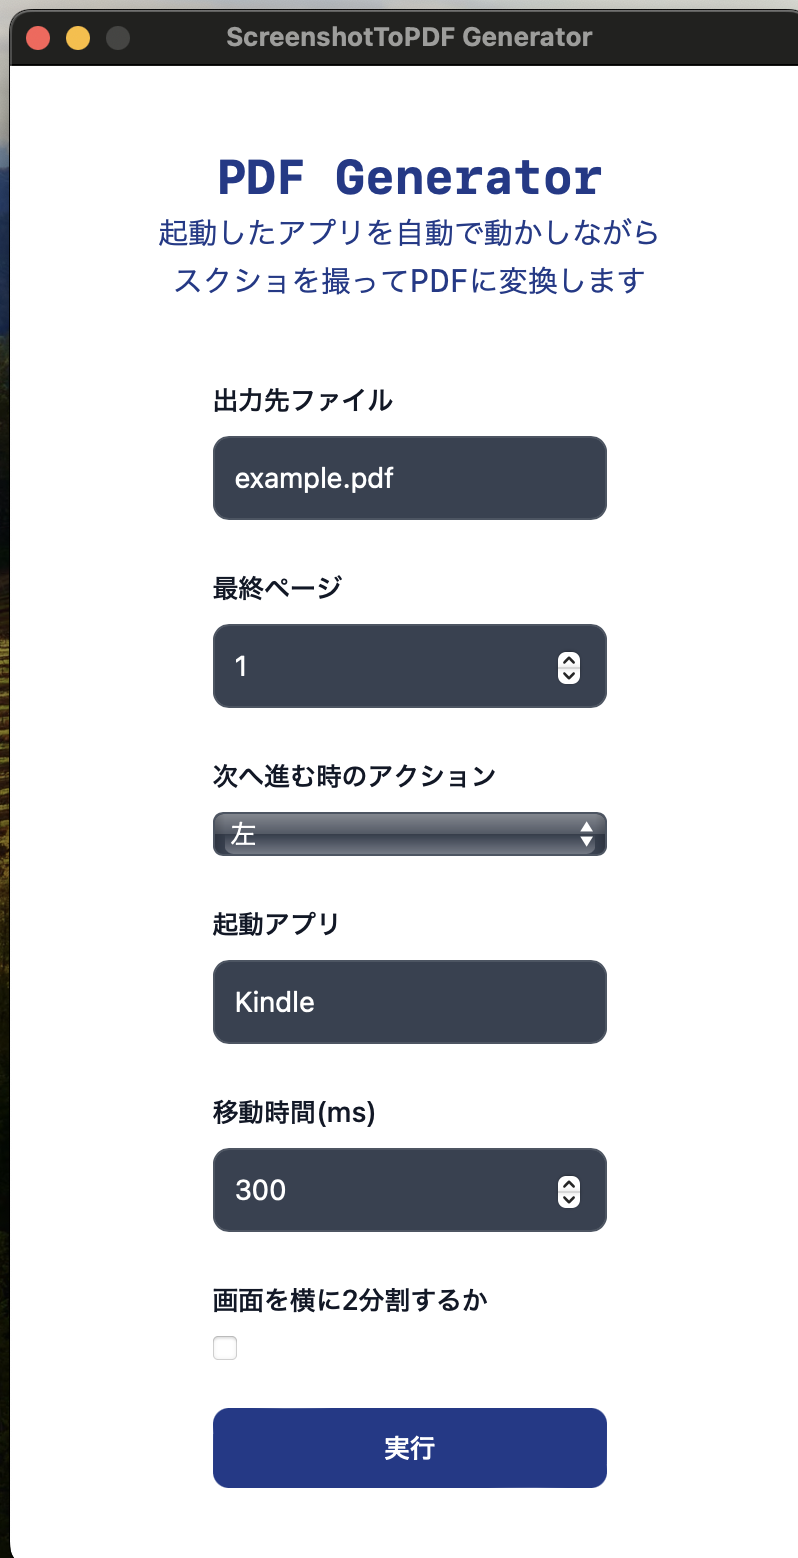 ScreenshotToPDF Generator
PDF Generator
起動したアプリを自動で動かしながら
スクショを撮ってPDFに変換します
出力先ファイル
example.pdf
最終ページ
1
次へ進む時のアクション
左
起動アプリ
Kindle
移動時間(ms)
300
画面を横に2分割するか
実行